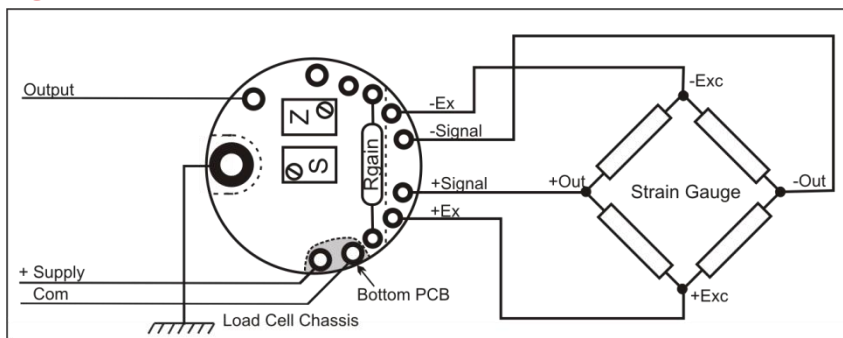 Output
Z
S
Rgain
-Ex
-Signal
+Signal
+Ex
-Exc
+Out
Strain Gauge
-Out
+Exc
+ Supply
Com
Bottom PCB
Load Cell Chassis